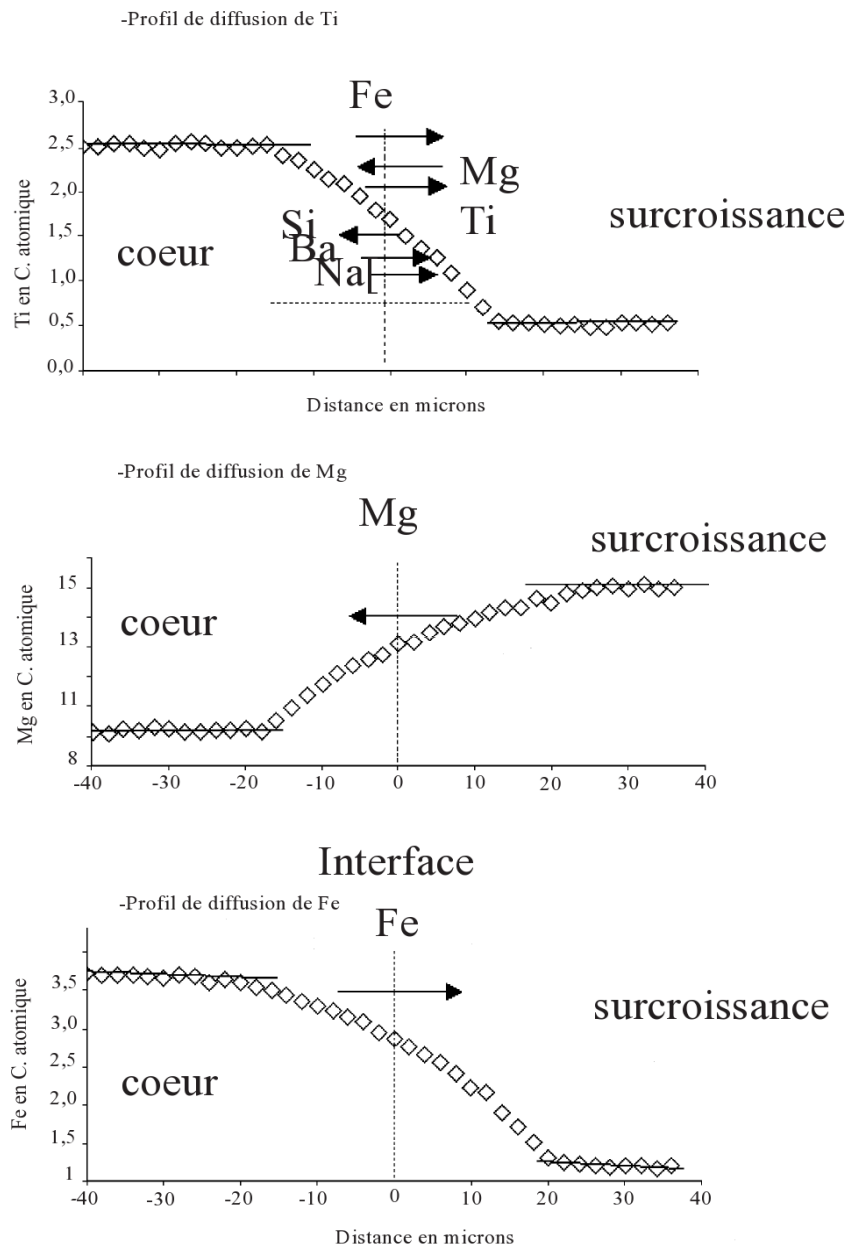 -Profil de diffusion de Ti
Fe
3,0
2,5
2,0
1,5
1,0
0,5
0,0
Ti en C. atomique
Mg
Ti
Si
Ba
Na[
coeur
surcroissance
Distance en microns
-Profil de diffusion de Mg
Mg
surcroissance
coeur
15
13
11
8
Mg en C. atomique
-40 -30 -20 -10 0 10 20 30 40
Interface
-Profil de diffusion de Fe
Fe
surcroissance
coeur
3,5
3,0
2,5
2,0
1,5
1
Fe en C. atomique
-40 -30 -20 -10 0 10 20 30 40
Distance en microns